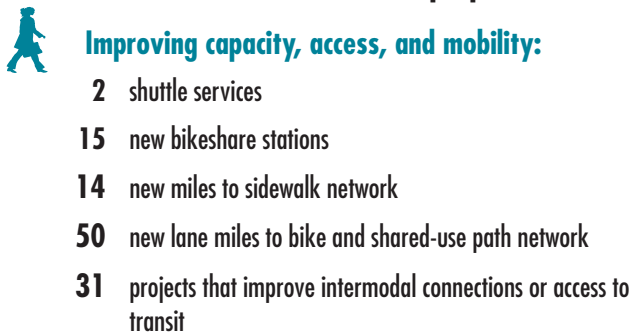 Improving capacity, access, and mobility:
2 shuttle services
15 new bikeshare stations
14 new miles to sidewalk network
50 new lane miles to bike and shared-use path network
31 projects that improve intermodal connections or access to
transit